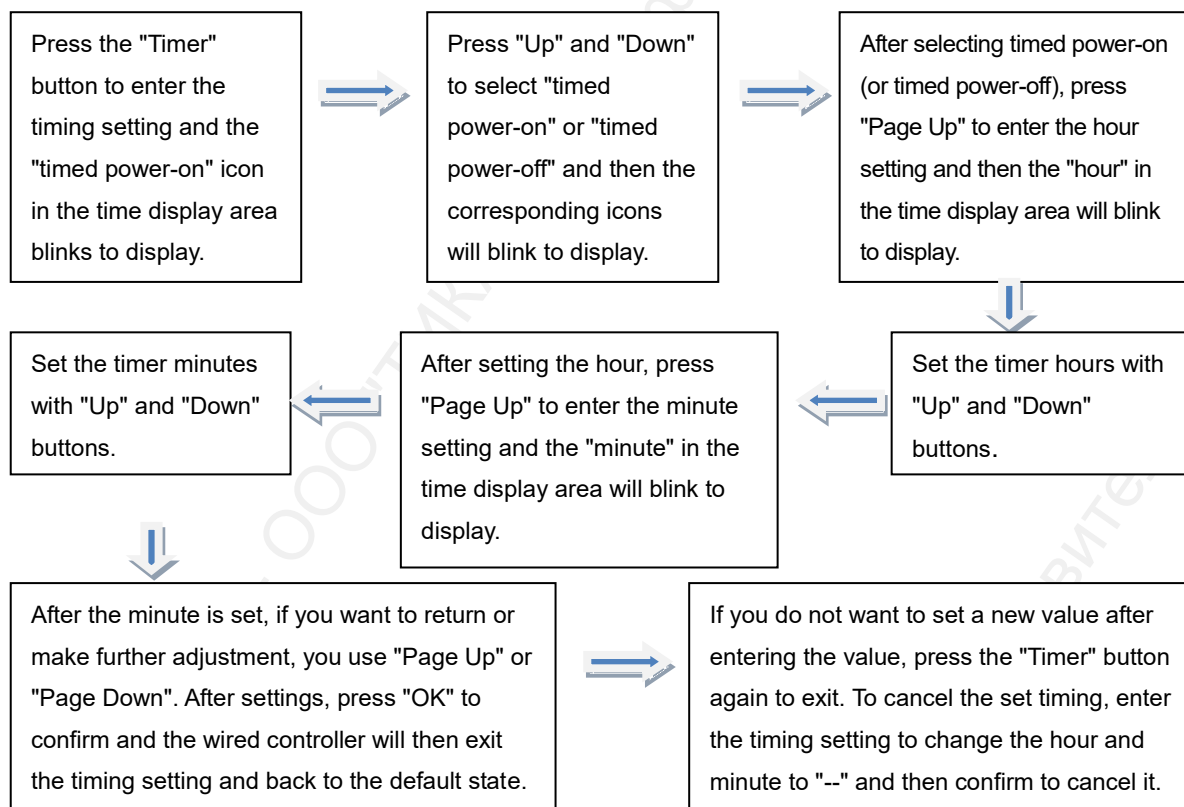 Press the "Timer"
button to enter the
timing setting and the
"timed power-on" icon
in the time display area
blinks to display.
Press "Up" and "Down"
to select "timed
power-on" or "timed
power-off" and then the
corresponding icons
will blink to display.
After selecting timed power-on
(or timed power-off), press
"Page Up" to enter the hour
setting and then the "hour" in
the time display area will blink
to display.
Set the timer hours with
"Up" and "Down"
buttons.
After setting the hour, press
"Page Up" to enter the minute
setting and the "minute" in the
time display area will blink to
display.
Set the timer minutes
with "Up" and "Down"
buttons.
After the minute is set, if you want to return or
make further adjustment, you use "Page Up" or
"Page Down". After settings, press "OK" to
confirm and the wired controller will then exit
the timing setting and back to the default state.
If you do not want to set a new value after
entering the value, press the "Timer" button
again to exit. To cancel the set timing, enter
the timing setting to change the hour and
minute to "--" and then confirm to cancel it.
ООО